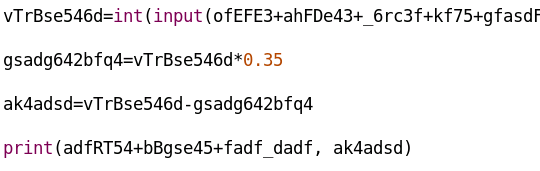 vTrBse546d=int(input(ofEFE3+ahFDe43+_6rc3f+kf75+gfasdF
gsadg642bfq4=vTrBse546d*0.35
ak4adsd=vTrBse546d-gsadg642bfq4
print(adfRT54+bBgse45+fadf_dadf, ak4adsd)